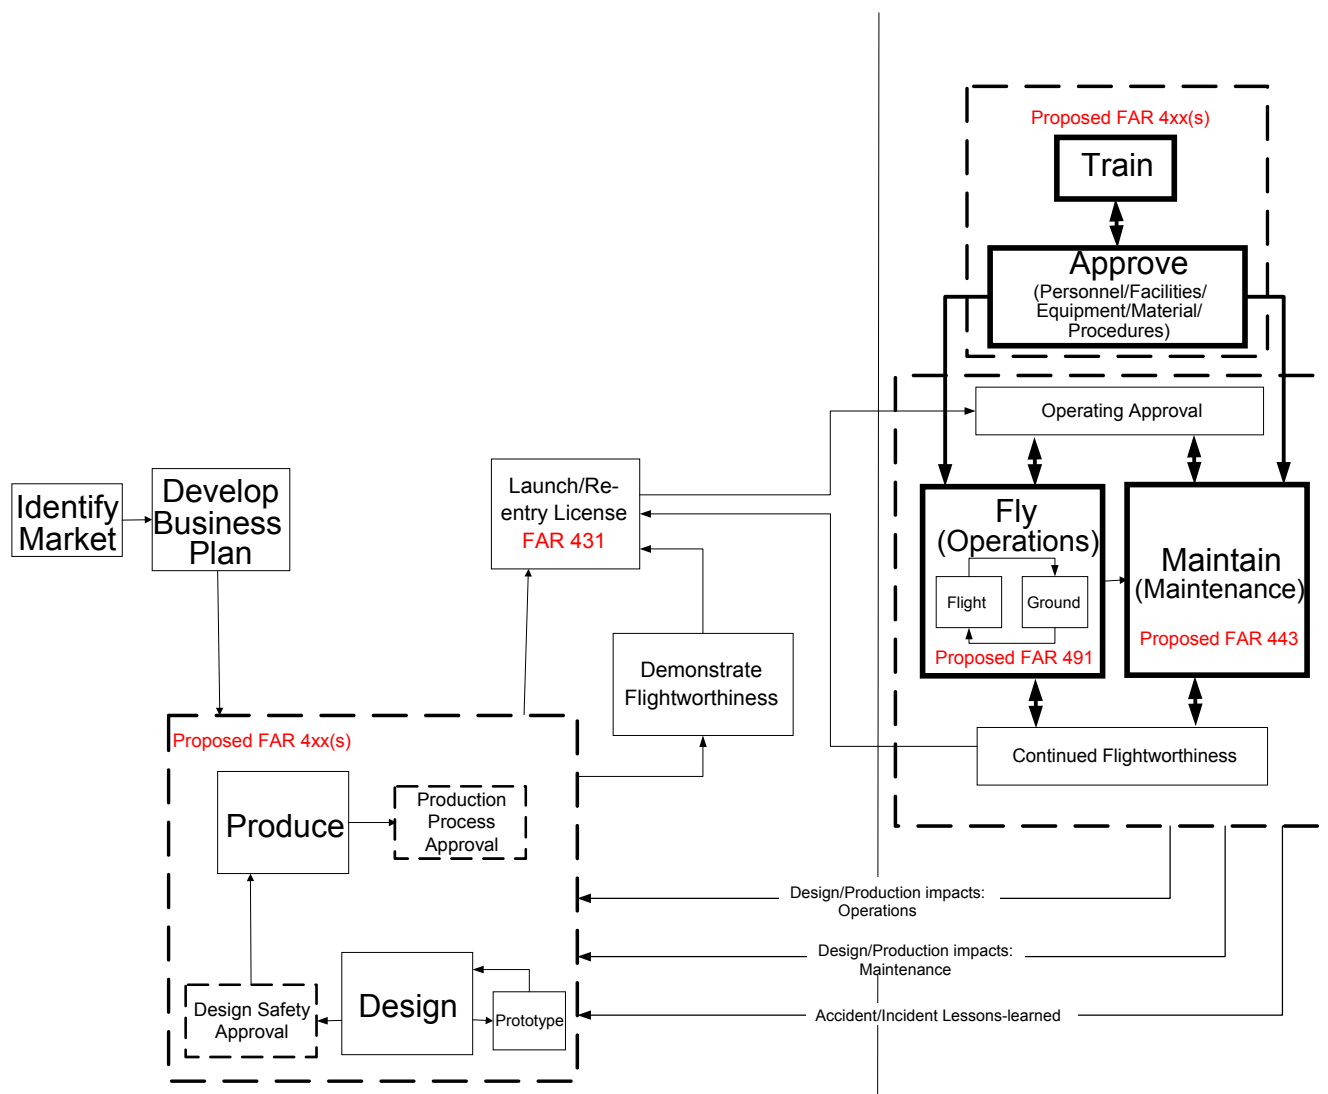 Proposed FAR 4xx(s)
Train
Approve
(Personnel/Facilities/
Equipment/Material/
Procedures)
Operating Approval
Identify
Market
Develop
Business
Plan
Launch/Re-
entry License
FAR 431
Fly
(Operations)
Flight
Ground
Proposed FAR 491
Maintain
(Maintenance)
Proposed FAR 443
Demonstrate
Flightworthiness
Continued Flightworthiness
Proposed FAR 4xx(s)
Produce
Production
Process
Approval
Design/Production impacts:
Operations
Design/Production impacts:
Maintenance
Accident/Incident Lessons-learned
Design Safety
Approval
Design
Prototype